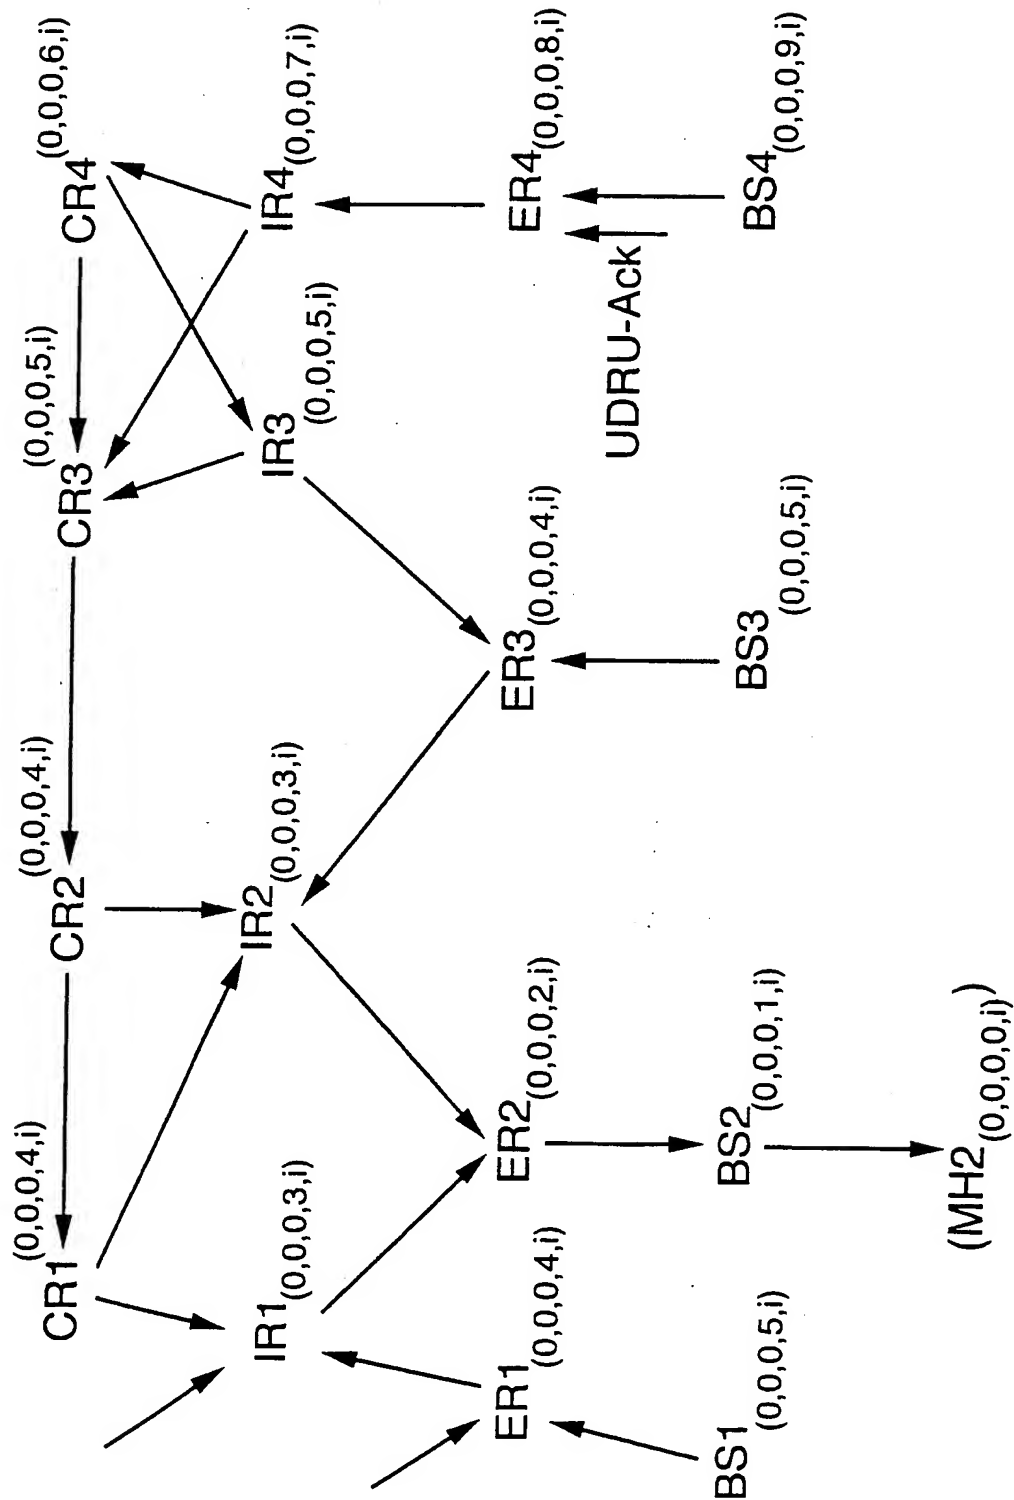 CR1
(0,0,0,4,i)
CR2
(0,0,0,4,i)
CR3
(0,0,0,5,i)
CR4
(0,0,0,6,i)
IR1(0,0,0,3,i)
IR2(0,0,0,3,i)
IR3
(0,0,0,5,i)
IR4(0,0,0,7,i)
ER1
(0,0,0,4,i)
ER2(0,0,0,2,i)
ER3(0,0,0,4,i)
ER4(0,0,0,8,i)
UDRU-Ack
BS1
(0,0,0,5,i)
BS2(0,0,0,1,i)
BS3
(0,0,0,5,i)
BS4(0,0,0,9,i)
(MH2(0,0,0,0,i))